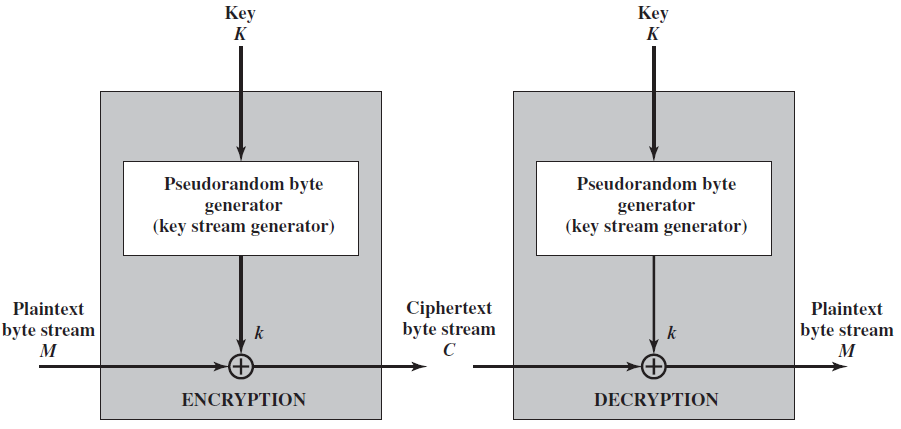 Key
K
Pseudorandom byte
generator
(key stream generator)
Plaintext
byte stream
M
k
ENCRYPTION
Ciphertext
byte stream
C
Key
K
Pseudorandom byte
generator
(key stream generator)
k
DECRYPTION
Plaintext
byte stream
M